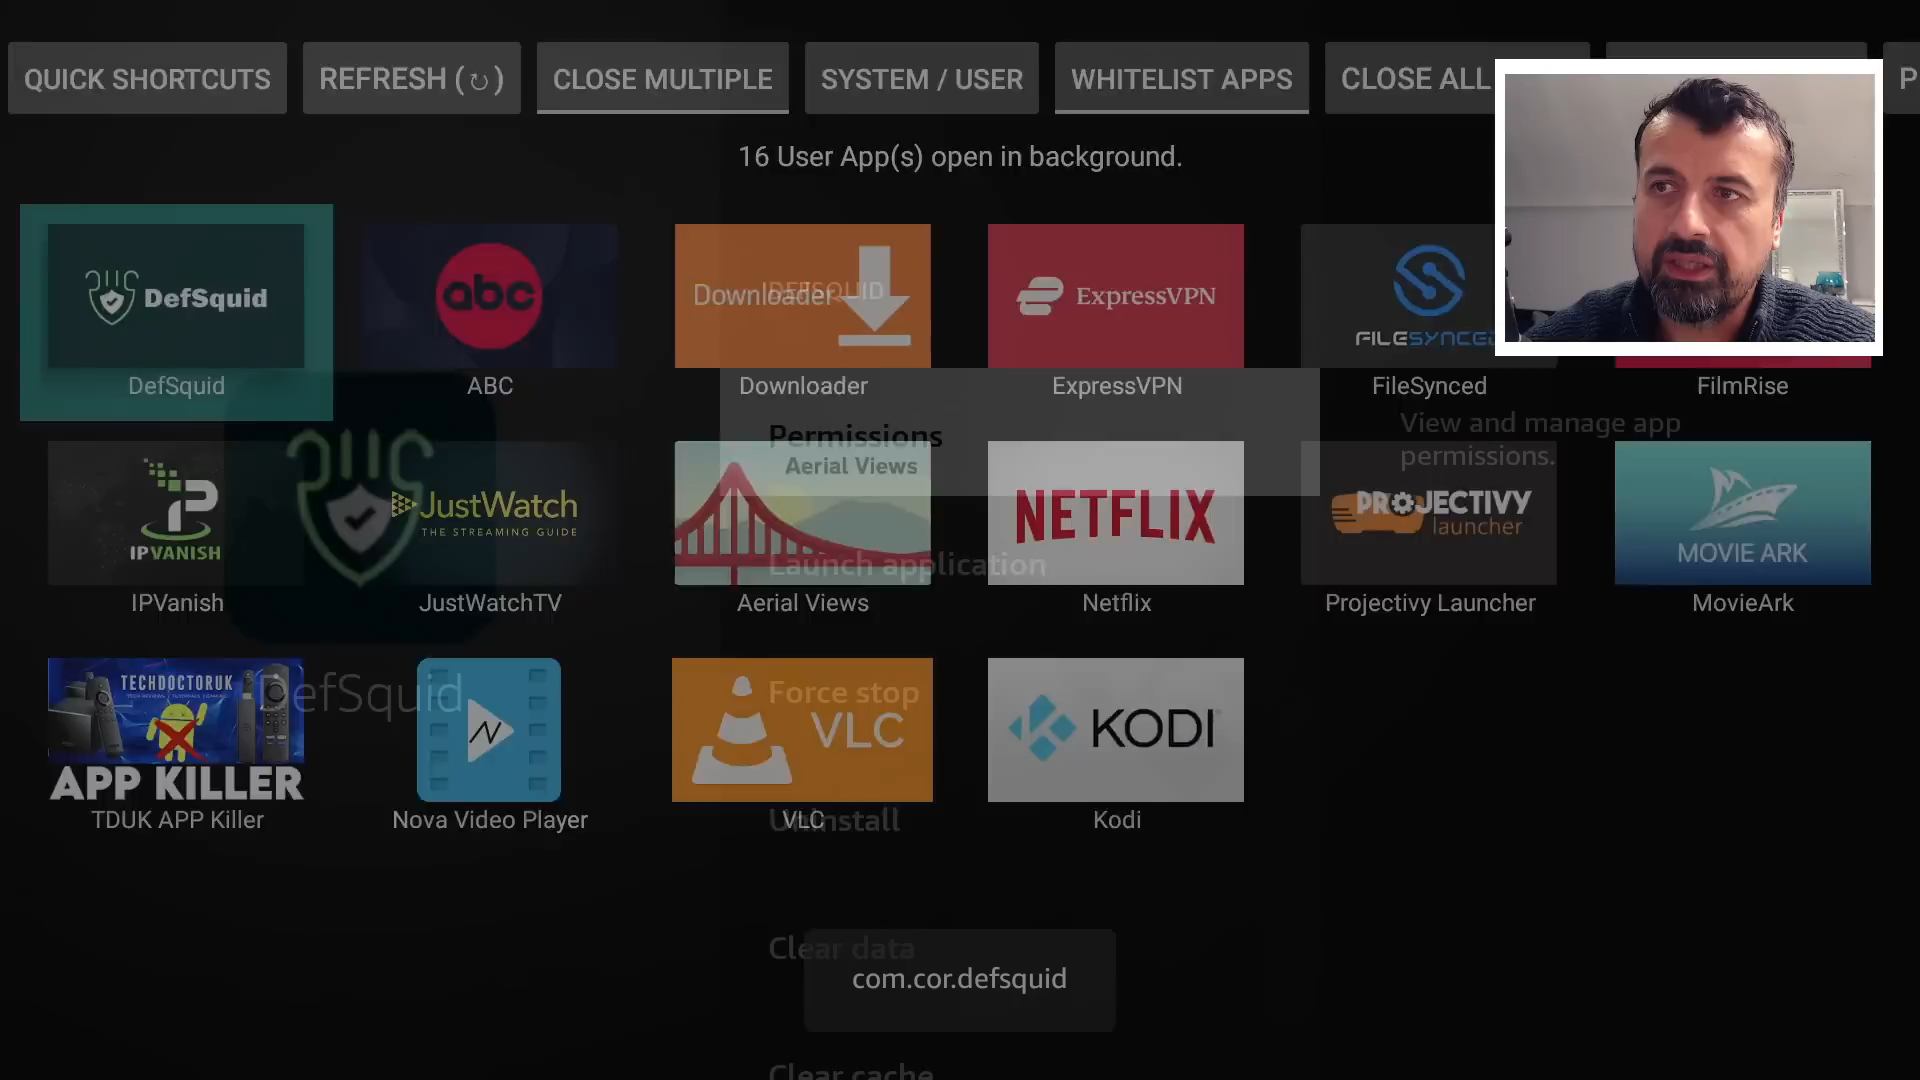 QUICK SHORTCUTS
REFRESH (↻)
CLOSE MULTIPLE
SYSTEM / USER
WHITELIST APPS
CLOSE ALL
P
16 User App(s) open in background.
DefSquid
abc
Downloader
DEFSQUID
ExpressVPN
FILESYNCED
DefSquid
ABC
Downloader
ExpressVPN
FileSynced
FilmRise
Permissions
View and manage app
permissions.
IPVANISH
JustWatch
THE STREAMING GUIDE
Aerial Views
NETFLIX
PROJECTIVY
launcher
MOVIE ARK
Launch application
IPVanish
JustWatchTV
Aerial Views
Netflix
Projectivy Launcher
MovieArk
TECHDOCTORUK
APP KILLER
DefSquid
N
Force stop
VLC
KODI
TDUK APP Killer
Nova Video Player
VLC
Uninstall
Kodi
Clear data
com.cor.defsquid
Clear cache